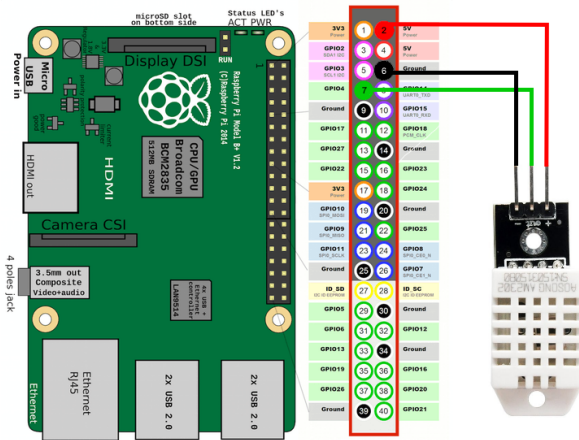 microSD slot
on bottom side
Status LED's
ACT PWR
RUN
Display DSI
Micro
USB
Power in
Raspberry Pi Model B+ V1.2
(C)Raspberry Pi 2014
CPU/GPU
Broadcom
BCM2835
512MB SDRAM
HDMI
HDMI out
Camera CSI
3.5mm out
Composite
Video+audio
4 poles jack
4x USB +
Ethernet
controller
LAN9514
Ethernet
Ethernet
RJ45
2x USB 2.0
2x USB 2.0
1
3V3
Power
1
2
5V
Power
GPIO2
SDA1 I2C
3
4
5V
Power
GPIO3
SCL1 I2C
5
6
Ground
GPIO4
7
8
UART0_TXD
Ground
9
10
GPIO15
UART0_RXD
GPIO17
11
12
GPIO18
PCM_CLK
GPIO27
13
14
Ground
GPIO22
15
16
GPIO23
3V3
Power
17
18
GPIO24
GPIO10
SPI0_MOSI
19
20
Ground
GPIO9
SPI0_MISO
21
22
GPIO25
GPIO11
SPI0_SCLK
23
24
GPIO8
SPI0_CE0_N
Ground
25
26
GPIO7
SPI0_CE1_N
ID_SD
I2C ID EEPROM
27
28
ID_SC
I2C ID EEPROM
GPIO5
29
30
Ground
GPIO6
31
32
GPIO12
GPIO13
33
34
Ground
GPIO19
35
36
GPIO16
GPIO26
37
38
GPIO20
Ground
39
40
GPIO21
out
AOSONG
AM2302